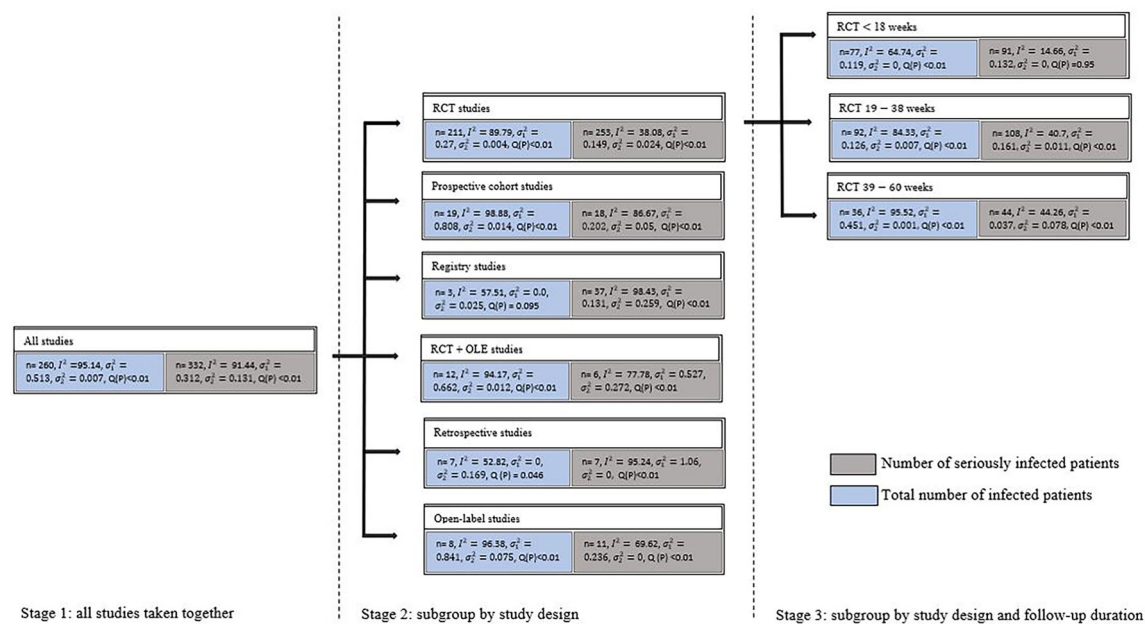 All studies
n= 260, I² =95.14, σ₁² =
0.513, σ₂² = 0.007, Q(P)<0.01
n= 332, I² = 91.44, σ₁² =
0.312, σ₂² = 0.131, Q(P) <0.01
RCT studies
n= 211, I² = 89.79, σ₁² =
0.27, σ₂² = 0.004, Q(P)<0.01
n= 253, I² = 38.08, σ₁² =
0.149, σ₂² = 0.024, Q(P)<0.01
Prospective cohort studies
n= 19, I² = 98.88, σ₁² =
0.808, σ₂² = 0.014, Q(P)<0.01
n= 18, I² = 86.67, σ₁² =
0.202, σ₂² = 0.05, Q(P)<0.01
Registry studies
n= 3, I² = 57.51, σ₁² = 0.0,
σ₂² = 0.025, Q(P) = 0.095
n= 37, I² = 98.43, σ₁² =
0.131, σ₂² = 0.259, Q(P) <0.01
RCT + OLE studies
n= 12, I² = 94.17, σ₁² =
0.662, σ₂² = 0.012, Q(P)<0.01
n= 6, I² = 77.78, σ₁² = 0.527,
σ₂² = 0.272, Q(P) <0.01
Retrospective studies
n= 7, I² = 52.82, σ₁² = 0,
σ₂² = 0.169, Q (P) = 0.046
n= 7, I² = 95.24, σ₁² = 1.06,
σ₂² = 0, Q(P)<0.01
Open-label studies
n= 8, I² = 96.38, σ₁² =
0.841, σ₂² = 0.075, Q(P)<0.01
n= 11, I² = 69.62, σ₁² =
0.236, σ₂² = 0, Q (P) <0.01
RCT < 18 weeks
n=77, I² = 64.74, σ₁² =
0.119, σ₂² = 0, Q(P) <0.01
n= 91, I² = 14.66, σ₁² =
0.132, σ₂² = 0, Q(P) =0.95
RCT 19 – 38 weeks
n= 92, I² = 84.33, σ₁² =
0.126, σ₂² = 0.007, Q(P) <0.01
n= 108, I² = 40.7, σ₁² =
0.161, σ₂² = 0.011, Q(P) <0.01
RCT 39 – 60 weeks
n= 36, I² = 95.52, σ₁² =
0.451, σ₂² = 0.001, Q(P) <0.01
n= 44, I² = 44.26, σ₁² =
0.037, σ₂² = 0.078, Q(P) <0.01
Number of seriously infected patients
Total number of infected patients
Stage 1: all studies taken together
Stage 2: subgroup by study design
Stage 3: subgroup by study design and follow-up duration